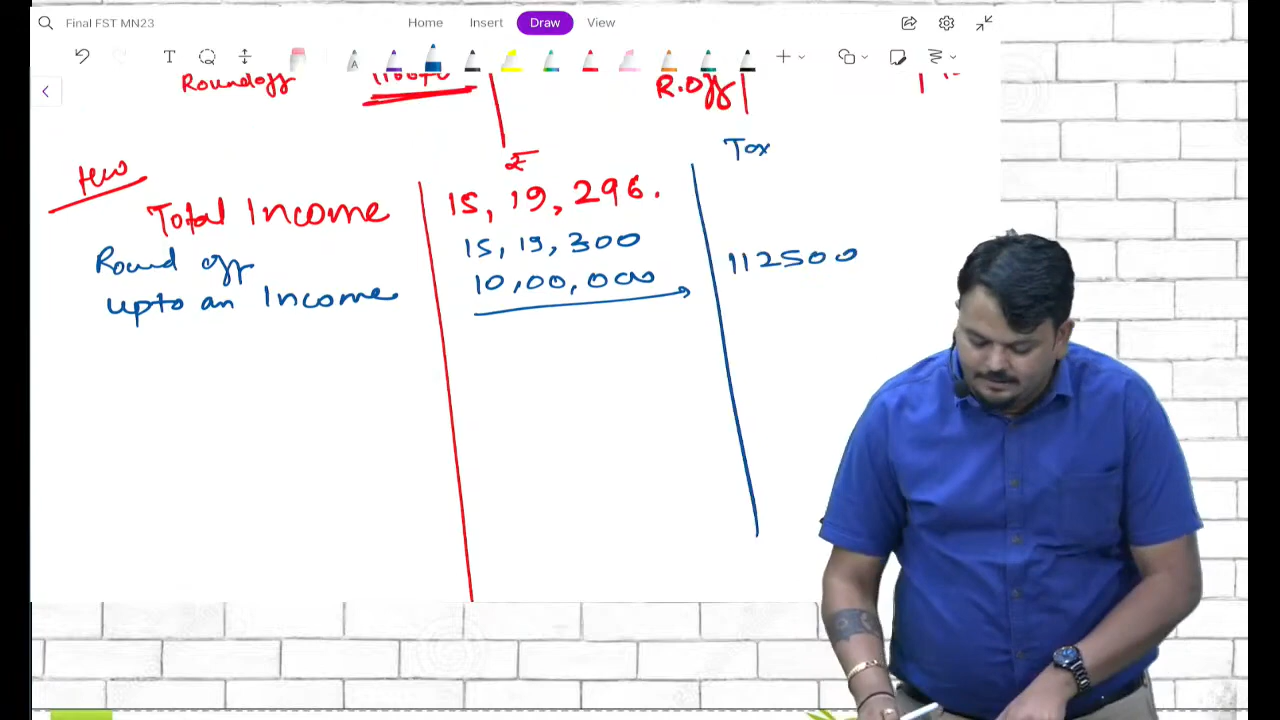 Final FST MN23
Home Insert Draw View
Roundoff
R.Off
Tax
₹
Total Income 15, 19, 296.
Round off 15, 19, 300
112500
upto an Income 10,00,000